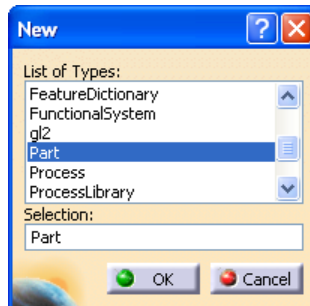 New
List of Types:
FeatureDictionary
FunctionalSystem
gl2
Part
Process
ProcessLibrary
Selection:
Part
OK Cancel